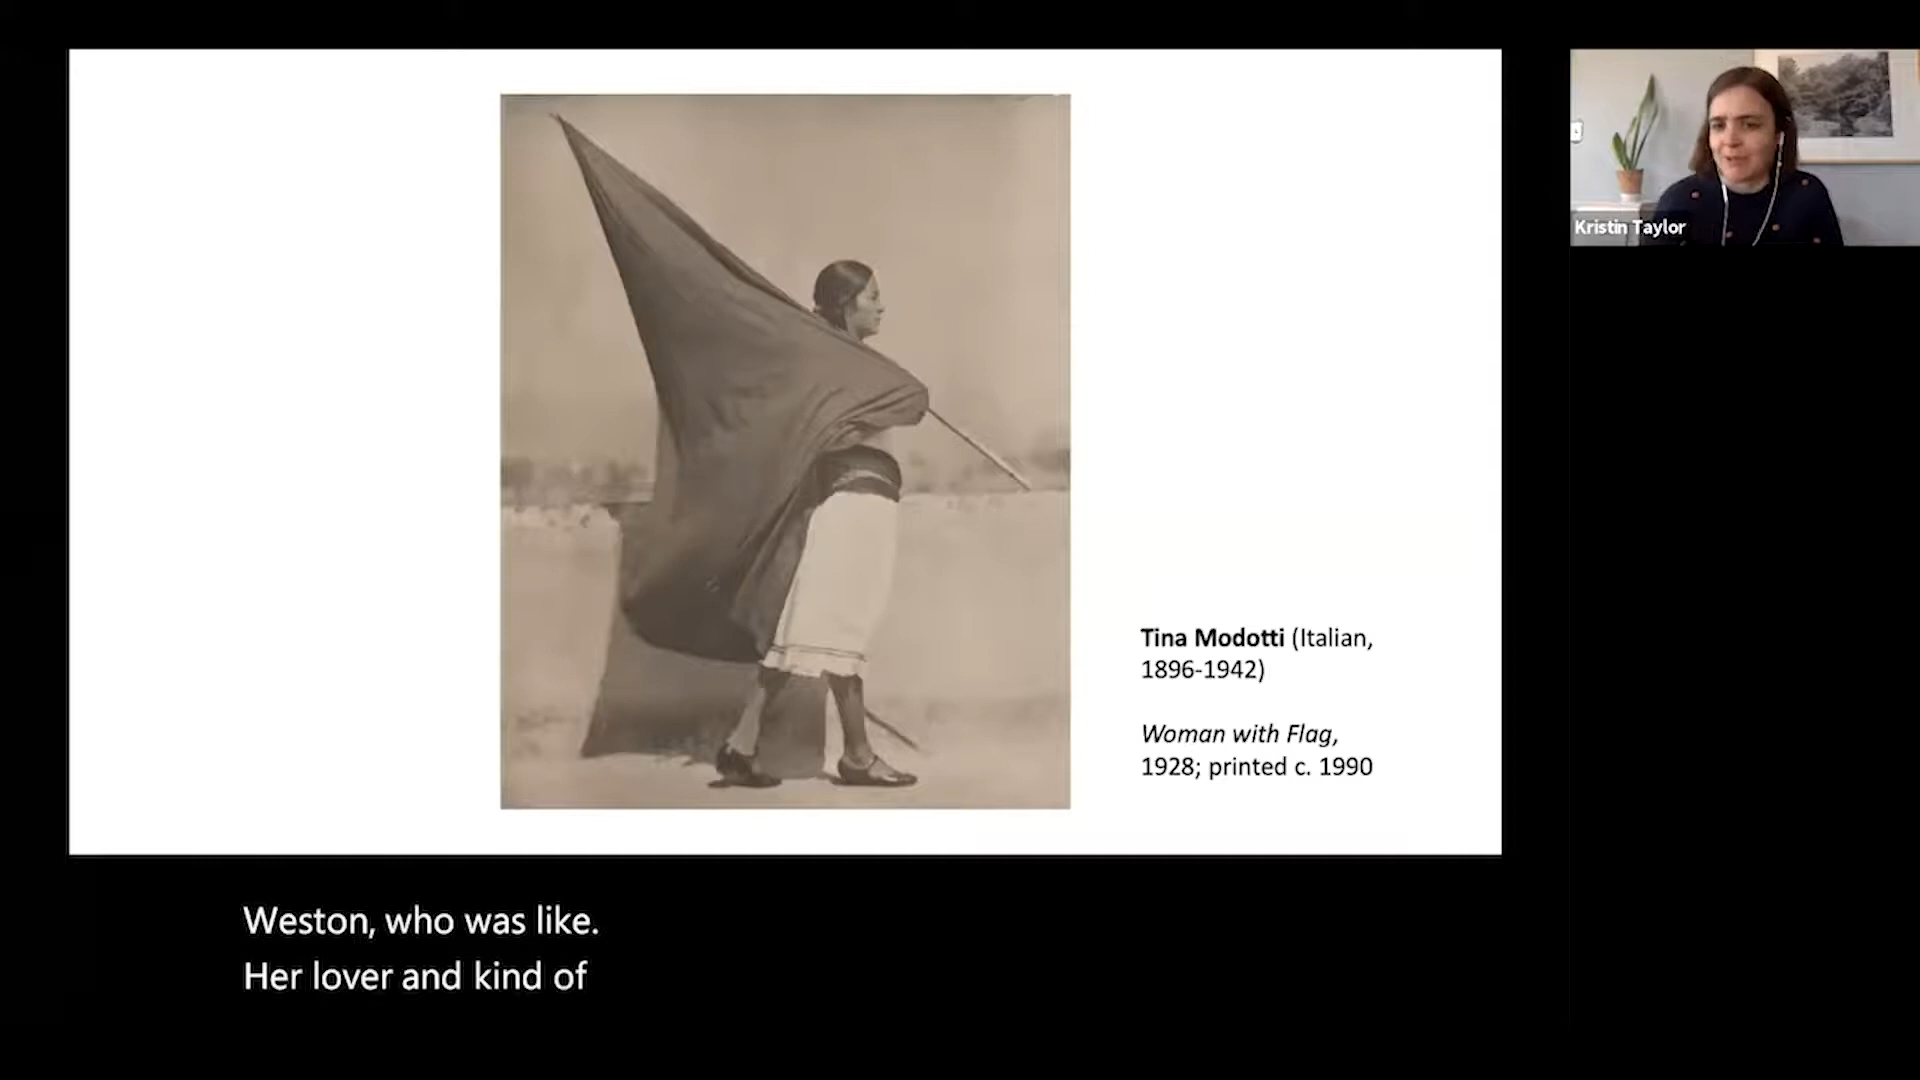 Kristin Taylor
Tina Modotti (Italian,
1896-1942)
Woman with Flag,
1928; printed c. 1990
Weston, who was like.
Her lover and kind of